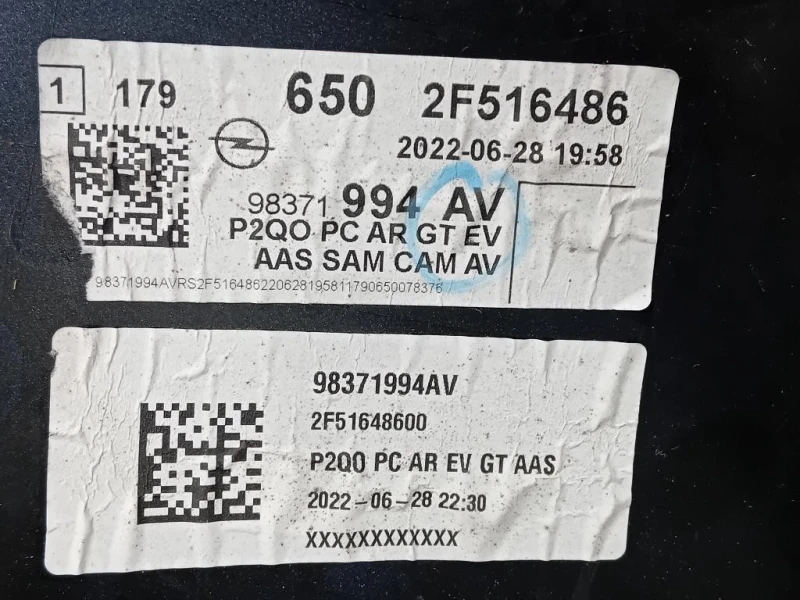 1 179 650 2F516486
2022-06-28 19:58
98371 994 AV
P2QO PC AR GT EV
AAS SAM CAM AV
98371994AVRS2F516486220628195811790650078376
98371994AV
2F51648600
P2QO PC AR EV GT AAS
2022-06-28 22:30
XXXXXXXXXXXX